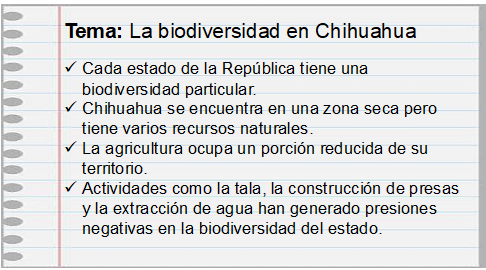 Tema: La biodiversidad en Chihuahua
✓ Cada estado de la República tiene una
biodiversidad particular.
✓ Chihuahua se encuentra en una zona seca pero
tiene varios recursos naturales.
✓ La agricultura ocupa un porción reducida de su
territorio.
✓ Actividades como la tala, la construcción de presas
y la extracción de agua han generado presiones
negativas en la biodiversidad del estado.